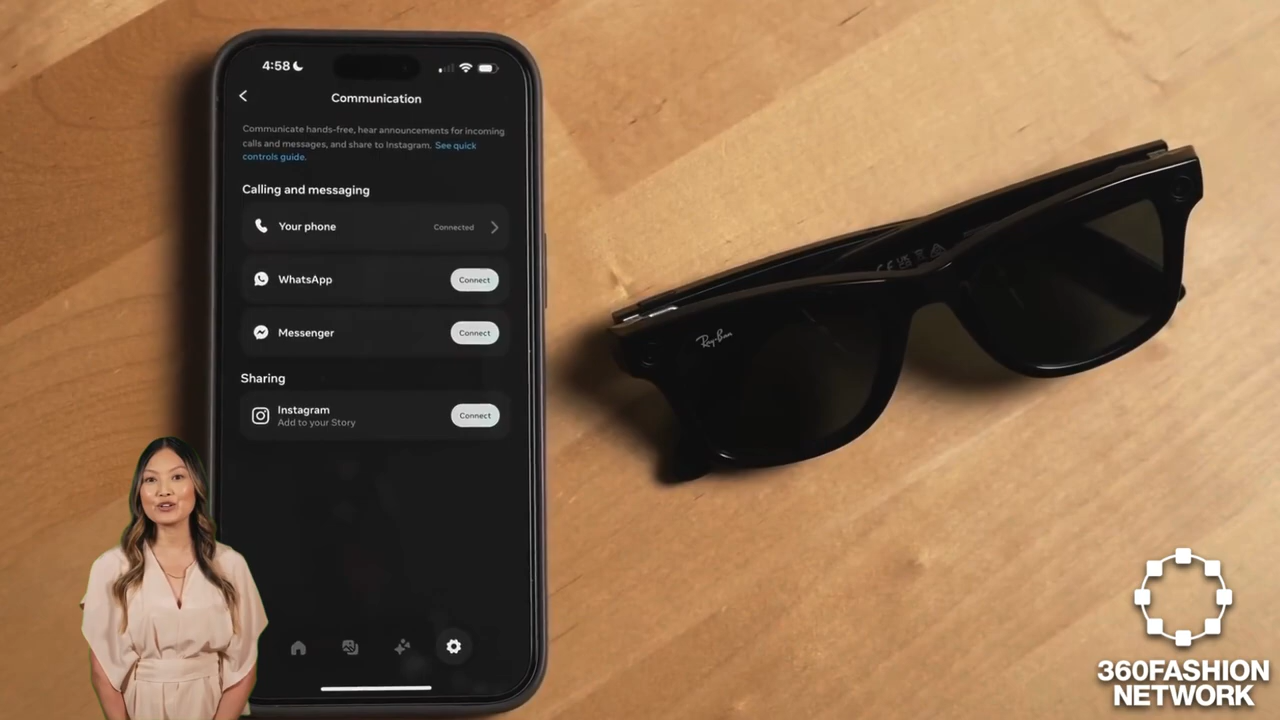 4:58
Communication
Communicate hands-free, hear announcements for incoming
calls and messages, and share to Instagram. See quick
controls guide.
Calling and messaging
Your phone
Connected
WhatsApp
Connect
Messenger
Connect
Sharing
Instagram
Add to your Story
Connect
Ray-Ban
CE
360FASHION
NETWORK